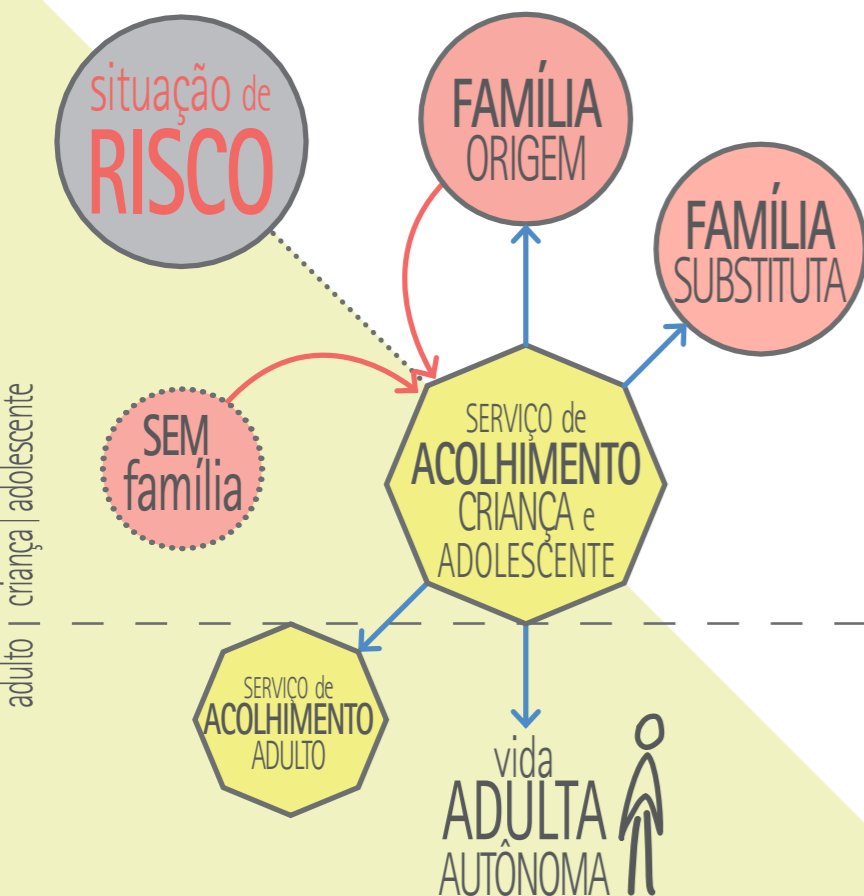 situação de
RISCO
FAMÍLIA
ORIGEM
FAMÍLIA
SUBSTITUTA
SEM
família
SERVIÇO de
ACOLHIMENTO
CRIANÇA e
ADOLESCENTE
adulto | criança | adolescente
SERVIÇO de
ACOLHIMENTO
ADULTO
vida
ADULTA
AUTÔNOMA